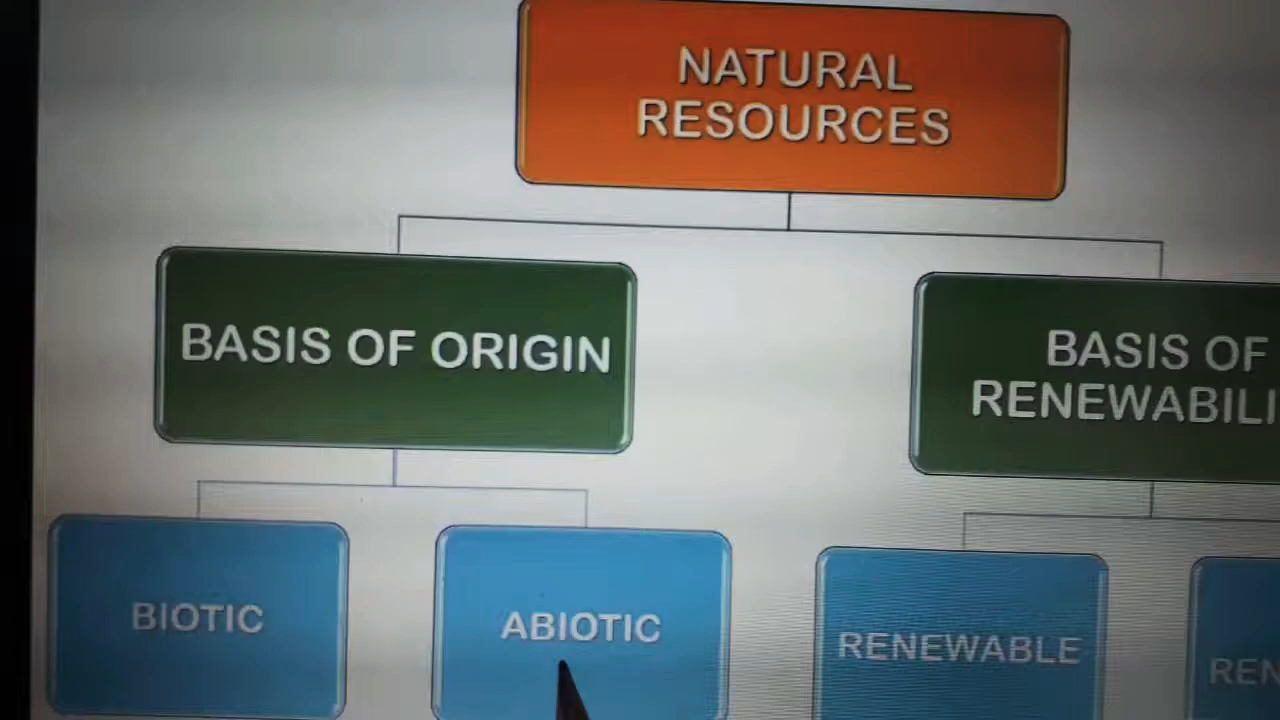 NATURAL
RESOURCES
BASIS OF ORIGIN
BASIS OF
BIOTIC
ABIOTIC
RENEWABLE